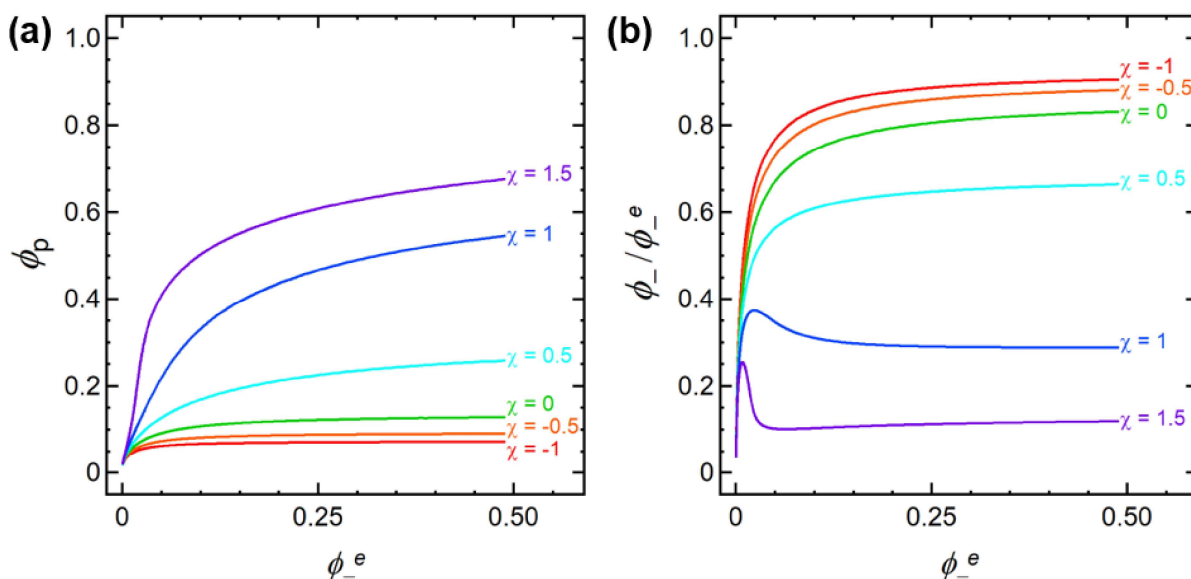 (a)
1.0
0.8
0.6
0.4
0.2
0
ϕp
χ = 1.5
χ = 1
χ = 0.5
χ = 0
χ = -0.5
χ = -1
0
0.25
0.50
ϕ_e
(b)
1.0
0.8
0.6
0.4
0.2
0
ϕ_/ϕ_e
χ = -1
χ = -0.5
χ = 0
χ = 0.5
χ = 1
χ = 1.5
0
0.25
0.50
ϕ_e